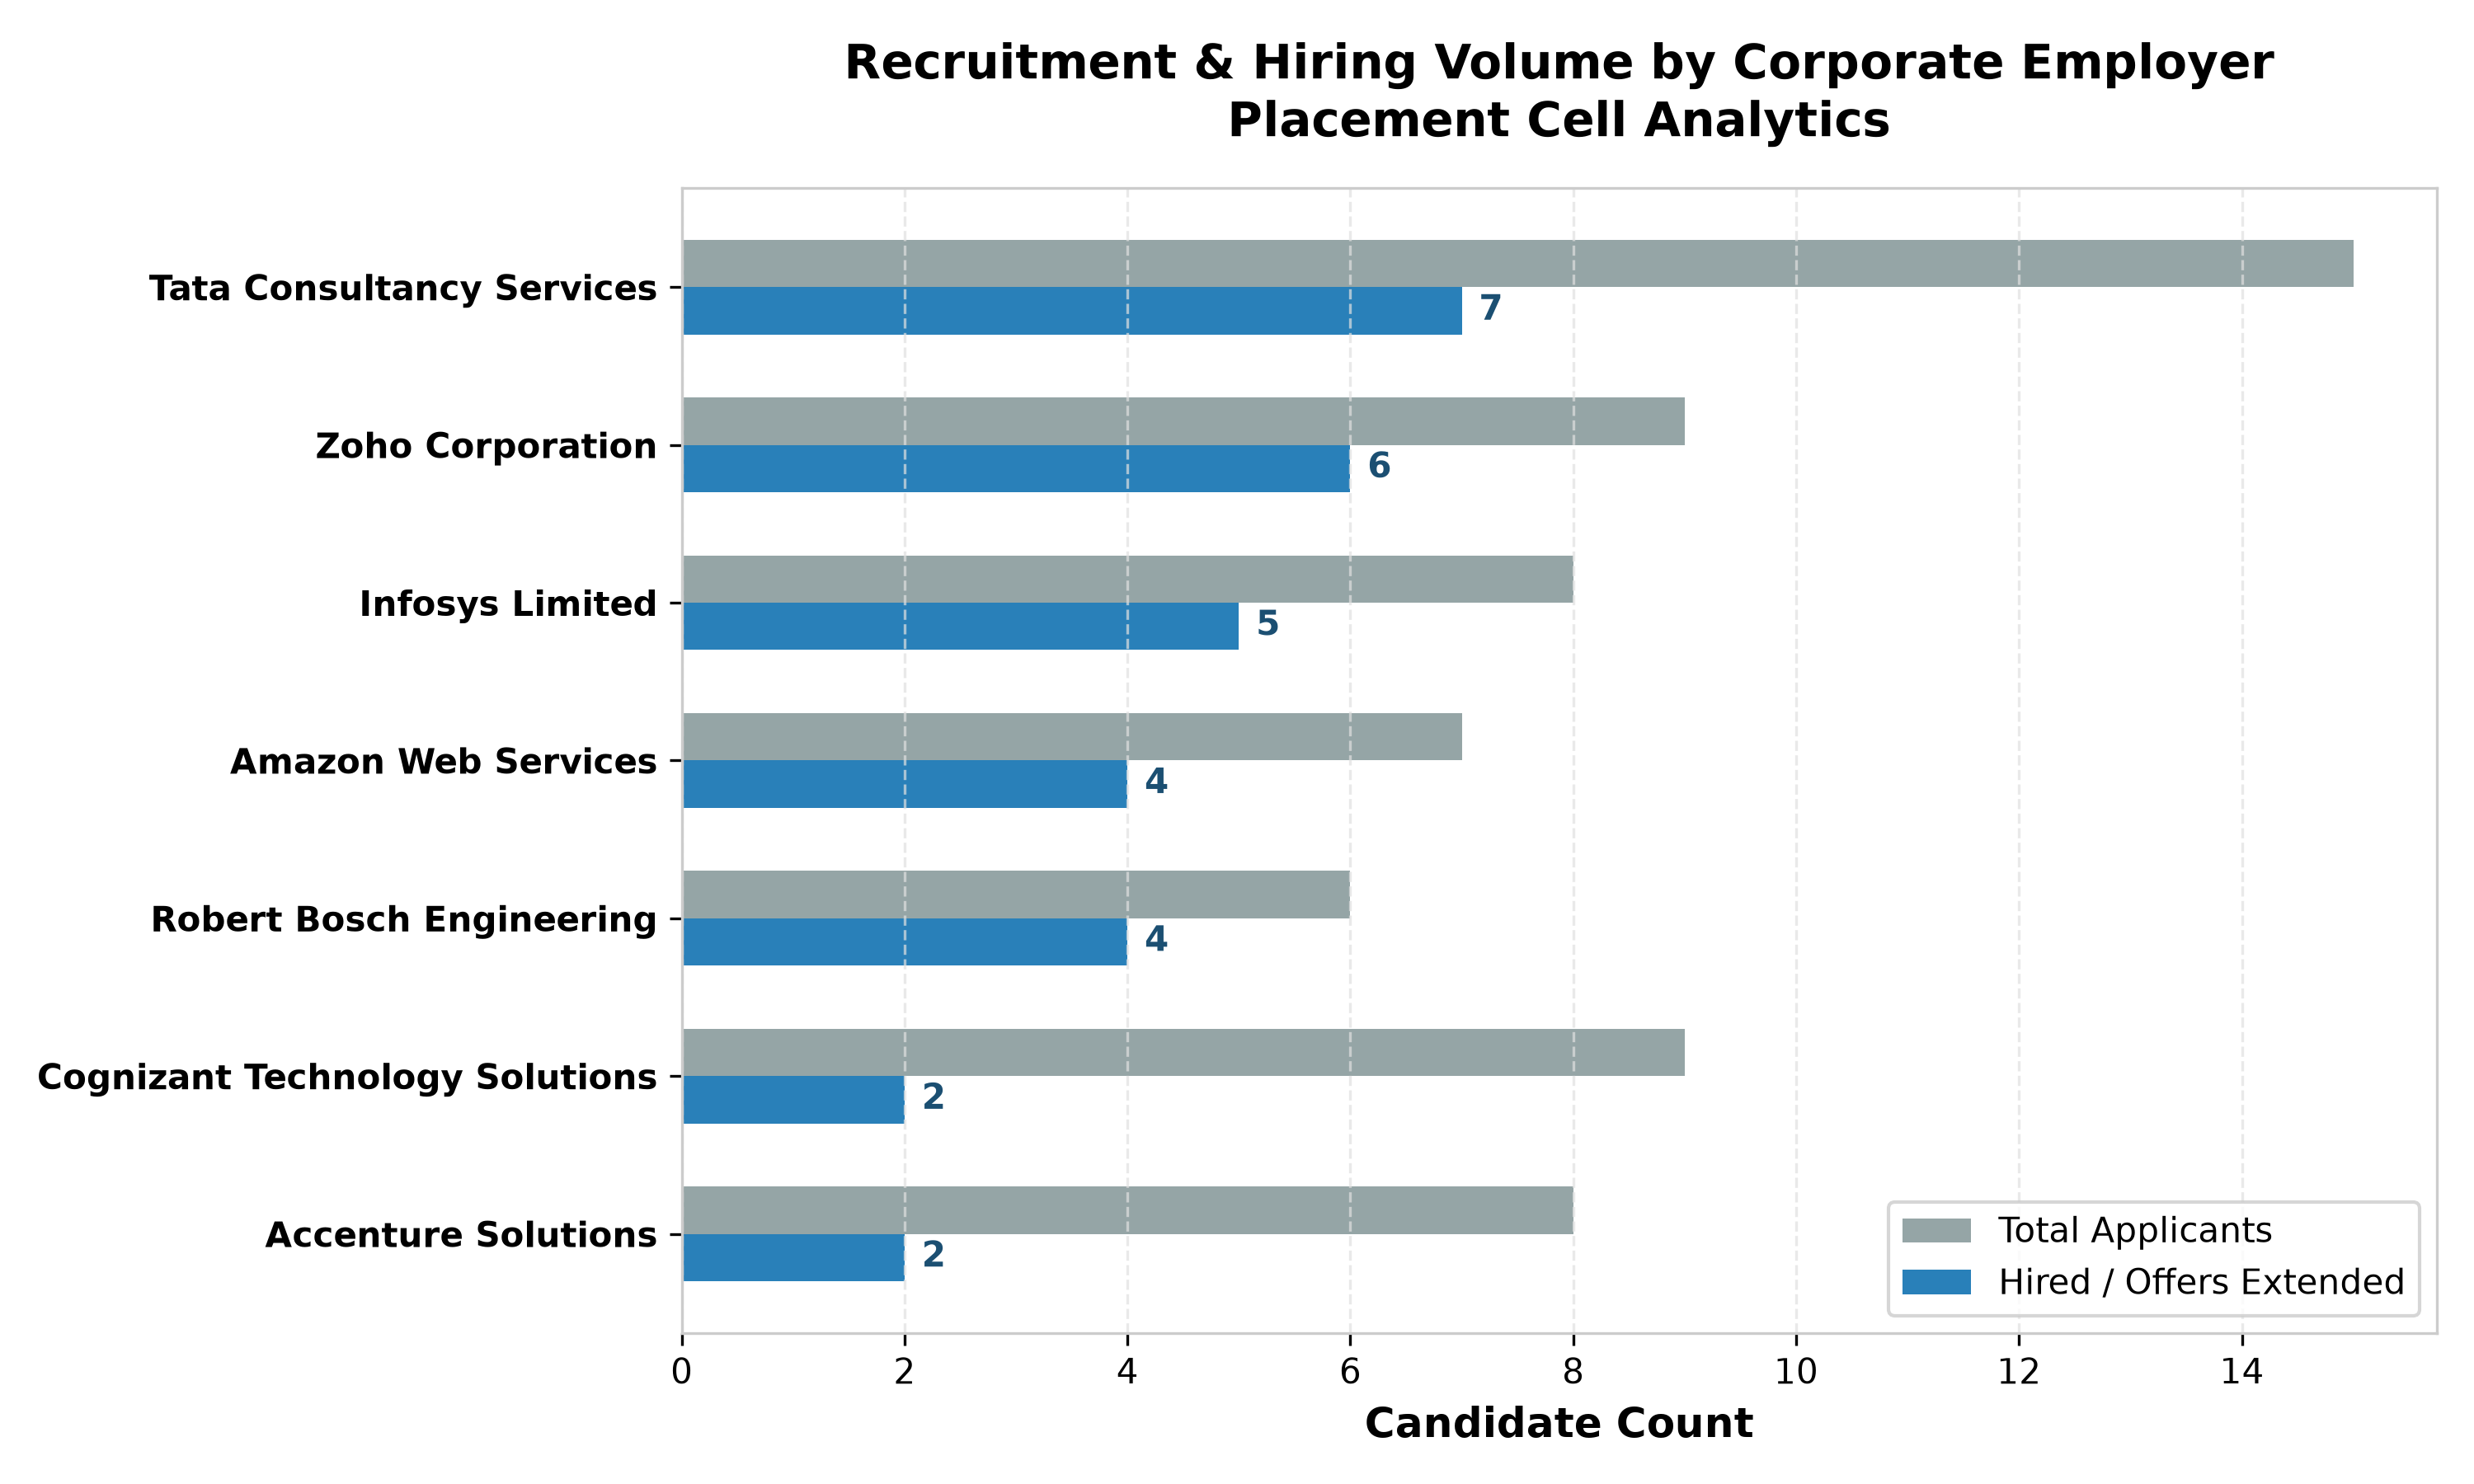 Recruitment & Hiring Volume by Corporate Employer
Placement Cell Analytics
Tata Consultancy Services
7
Zoho Corporation
6
Infosys Limited
5
Amazon Web Services
4
Robert Bosch Engineering
4
Cognizant Technology Solutions
2
Accenture Solutions
2
Total Applicants
Hired / Offers Extended
0 2 4 6 8 10 12 14
Candidate Count